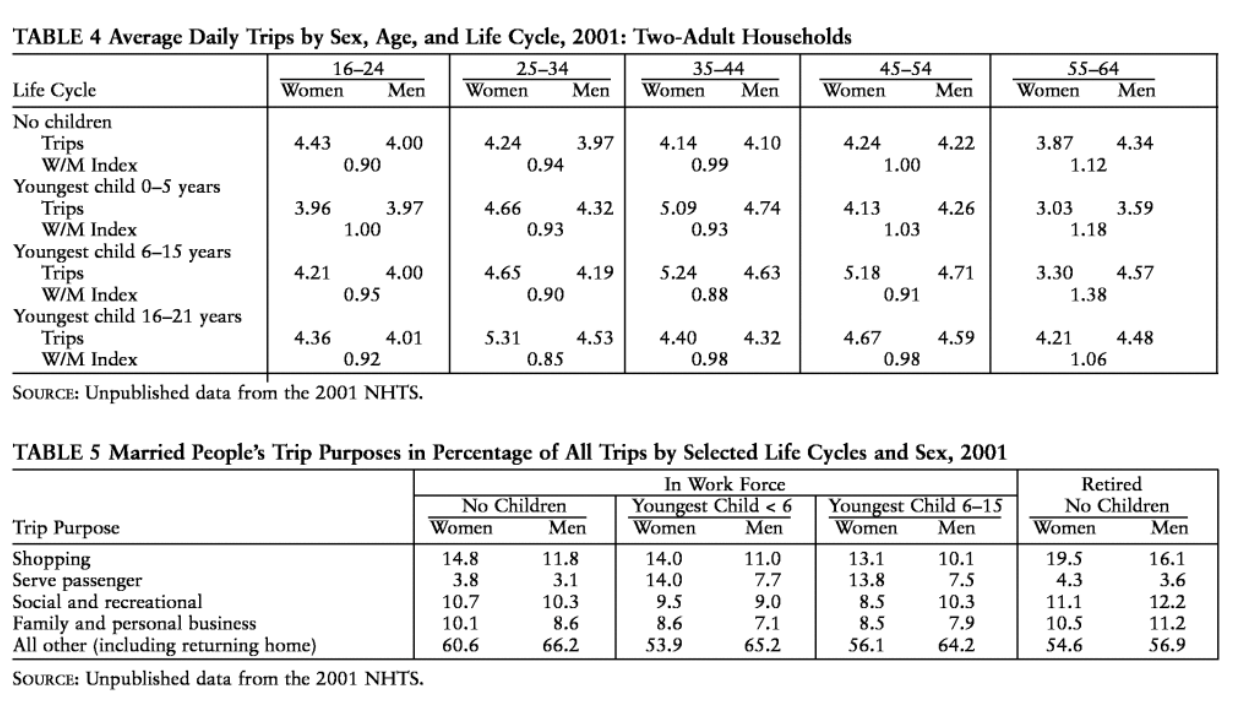 TABLE 4 Average Daily Trips by Sex, Age, and Life Cycle, 2001: Two-Adult Households
16–24 25–34 35–44 45–54 55–64
Life Cycle Women Men Women Men Women Men Women Men Women Men
No children
Trips 4.43 4.00 4.24 3.97 4.14 4.10 4.24 4.22 3.87 4.34
W/M Index 0.90 0.94 0.99 1.00 1.12
Youngest child 0–5 years
Trips 3.96 3.97 4.66 4.32 5.09 4.74 4.13 4.26 3.03 3.59
W/M Index 1.00 0.93 0.93 1.03 1.18
Youngest child 6–15 years
Trips 4.21 4.00 4.65 4.19 5.24 4.63 5.18 4.71 3.30 4.57
W/M Index 0.95 0.90 0.88 0.91 1.38
Youngest child 16–21 years
Trips 4.36 4.01 5.31 4.53 4.40 4.32 4.67 4.59 4.21 4.48
W/M Index 0.92 0.85 0.98 0.98 1.06
SOURCE: Unpublished data from the 2001 NHTS.
TABLE 5 Married People's Trip Purposes in Percentage of All Trips by Selected Life Cycles and Sex, 2001
In Work Force Retired
No Children Youngest Child < 6 Youngest Child 6–15 No Children
Trip Purpose Women Men Women Men Women Men Women Men
Shopping 14.8 11.8 14.0 11.0 13.1 10.1 19.5 16.1
Serve passenger 3.8 3.1 14.0 7.7 13.8 7.5 4.3 3.6
Social and recreational 10.7 10.3 9.5 9.0 8.5 10.3 11.1 12.2
Family and personal business 10.1 8.6 8.6 7.1 8.5 7.9 10.5 11.2
All other (including returning home) 60.6 66.2 53.9 65.2 56.1 64.2 54.6 56.9
SOURCE: Unpublished data from the 2001 NHTS.